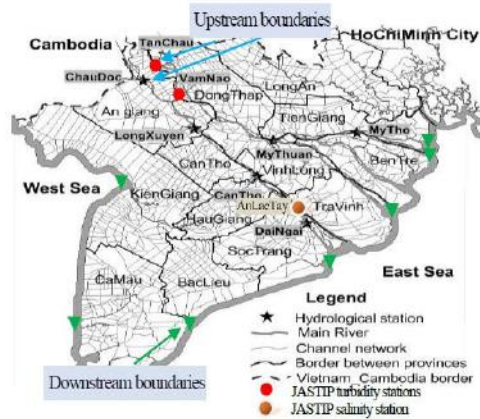 Upstream boundaries
Cambodia
HoChiMinh City
TanChau
ChauDoc
VamNao
LongAn
DongThap
An giang
TienGiang
LongXuyen
MyTho
MyThuan
BenTre
CanTho
VinhLong
West Sea
KienGiang
CanTho
AnLacTay
TraVinh
HauGiang
DaiNgai
SocTrang
East Sea
CaMau
BacLieu
Legend
Hydrological station
Main River
Channel network
Border between provinces
Vietnam_Cambodia border
JASTIP turbidity stations
JASTIP salinity station
Downstream boundaries